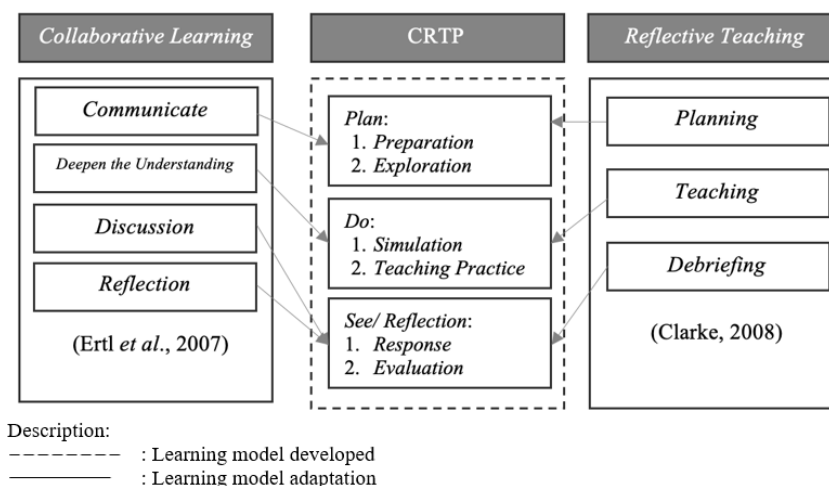 Collaborative Learning
CRTP
Reflective Teaching
Communicate
Deepen the Understanding
Discussion
Reflection
(Ertl et al., 2007)
Plan:
1. Preparation
2. Exploration
Do:
1. Simulation
2. Teaching Practice
See/ Reflection:
1. Response
2. Evaluation
Planning
Teaching
Debriefing
(Clarke, 2008)
Description:
: Learning model developed
: Learning model adaptation